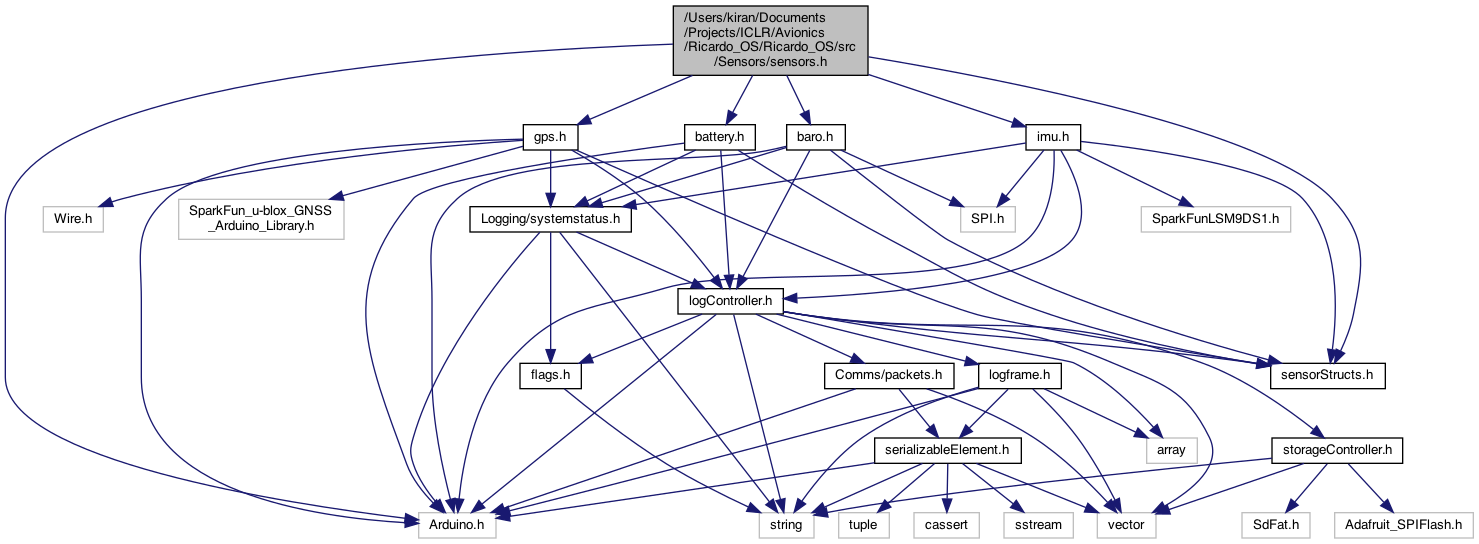 /Users/kiran/Documents
/Projects/ICLR/Avionics
/Ricardo_OS/Ricardo_OS/src
/Sensors/sensors.h
gps.h
battery.h
baro.h
imu.h
Wire.h
SparkFun_u-blox_GNSS
_Arduino_Library.h
Logging/systemstatus.h
SPI.h
SparkFunLSM9DS1.h
logController.h
flags.h
Comms/packets.h
logframe.h
sensorStructs.h
serializableElement.h
array
storageController.h
Arduino.h
string
tuple
cassert
sstream
vector
SdFat.h
Adafruit_SPIFlash.h